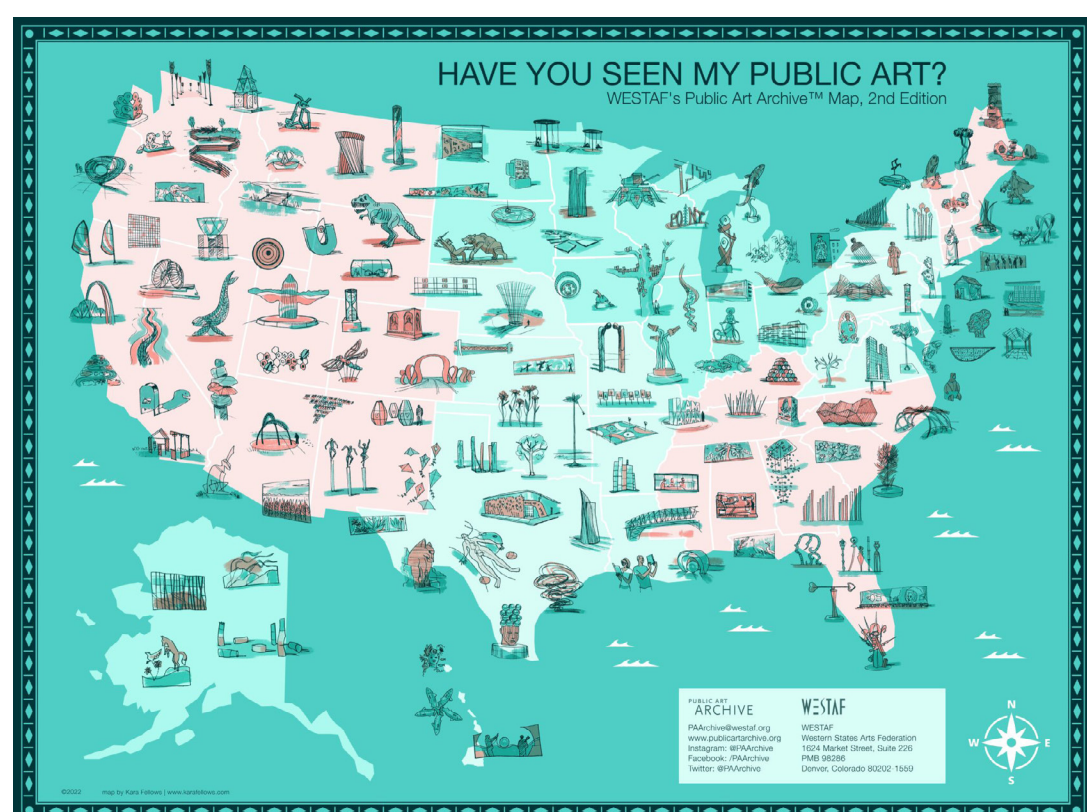 HAVE YOU SEEN MY PUBLIC ART?
WESTAF's Public Art Archive™ Map, 2nd Edition
POINT
PUBLIC ART
ARCHIVE
PAArchive@westaf.org
www.publicartarchive.org
Instagram: @PAArchive
Facebook: /PAArchive
Twitter: @PAArchive
WESTAF
WESTAF
Western States Arts Federation
1624 Market Street, Suite 226
PMB 98286
Denver, Colorado 80202-1559
N
W
E
S
©2022
map by Kara Fellows | www.karafellows.com